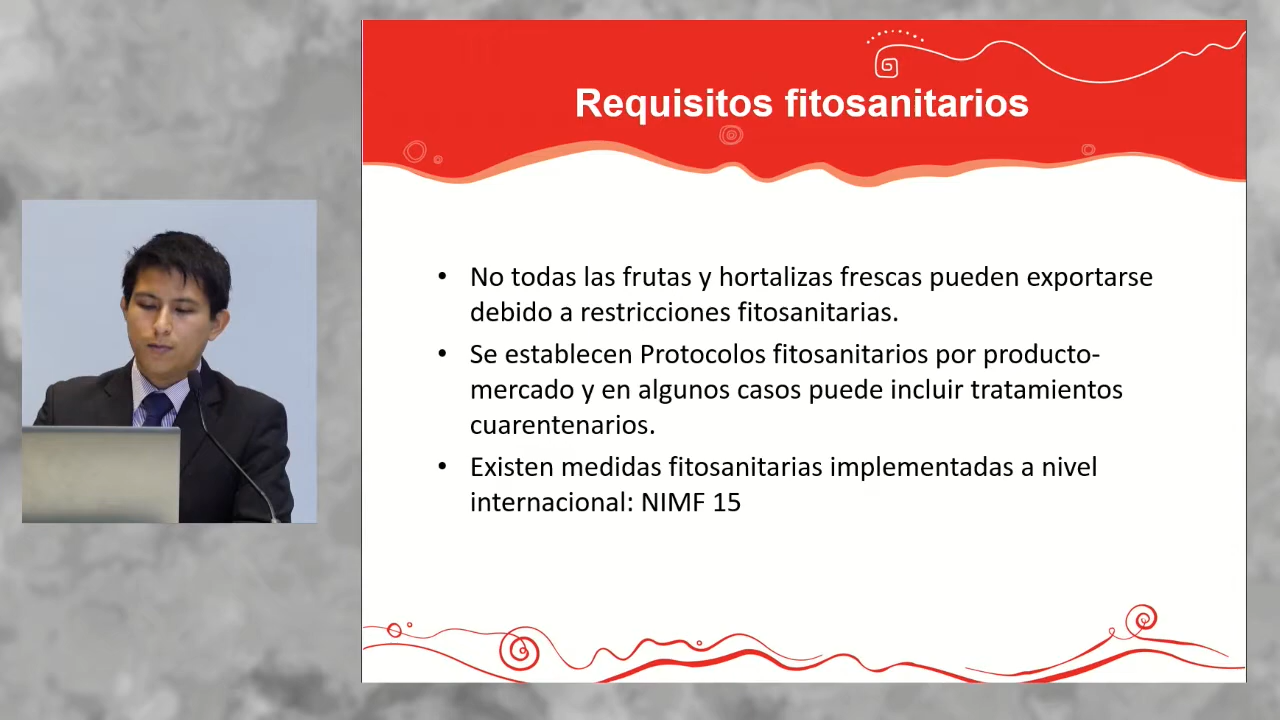 Requisitos fitosanitarios
• No todas las frutas y hortalizas frescas pueden exportarse
debido a restricciones fitosanitarias.
• Se establecen Protocolos fitosanitarios por producto-
mercado y en algunos casos puede incluir tratamientos
cuarentenarios.
• Existen medidas fitosanitarias implementadas a nivel
internacional: NIMF 15